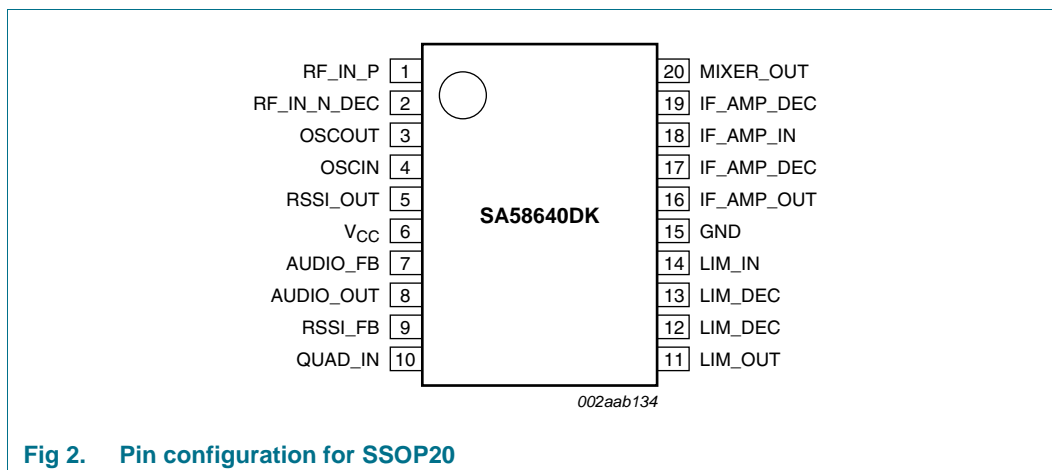 RF_IN_P 1
RF_IN_N_DEC 2
OSCOUT 3
OSCIN 4
RSSI_OUT 5
VCC 6
AUDIO_FB 7
AUDIO_OUT 8
RSSI_FB 9
QUAD_IN 10
SA58640DK
20 MIXER_OUT
19 IF_AMP_DEC
18 IF_AMP_IN
17 IF_AMP_DEC
16 IF_AMP_OUT
15 GND
14 LIM_IN
13 LIM_DEC
12 LIM_DEC
11 LIM_OUT
002aab134
Fig 2. Pin configuration for SSOP20